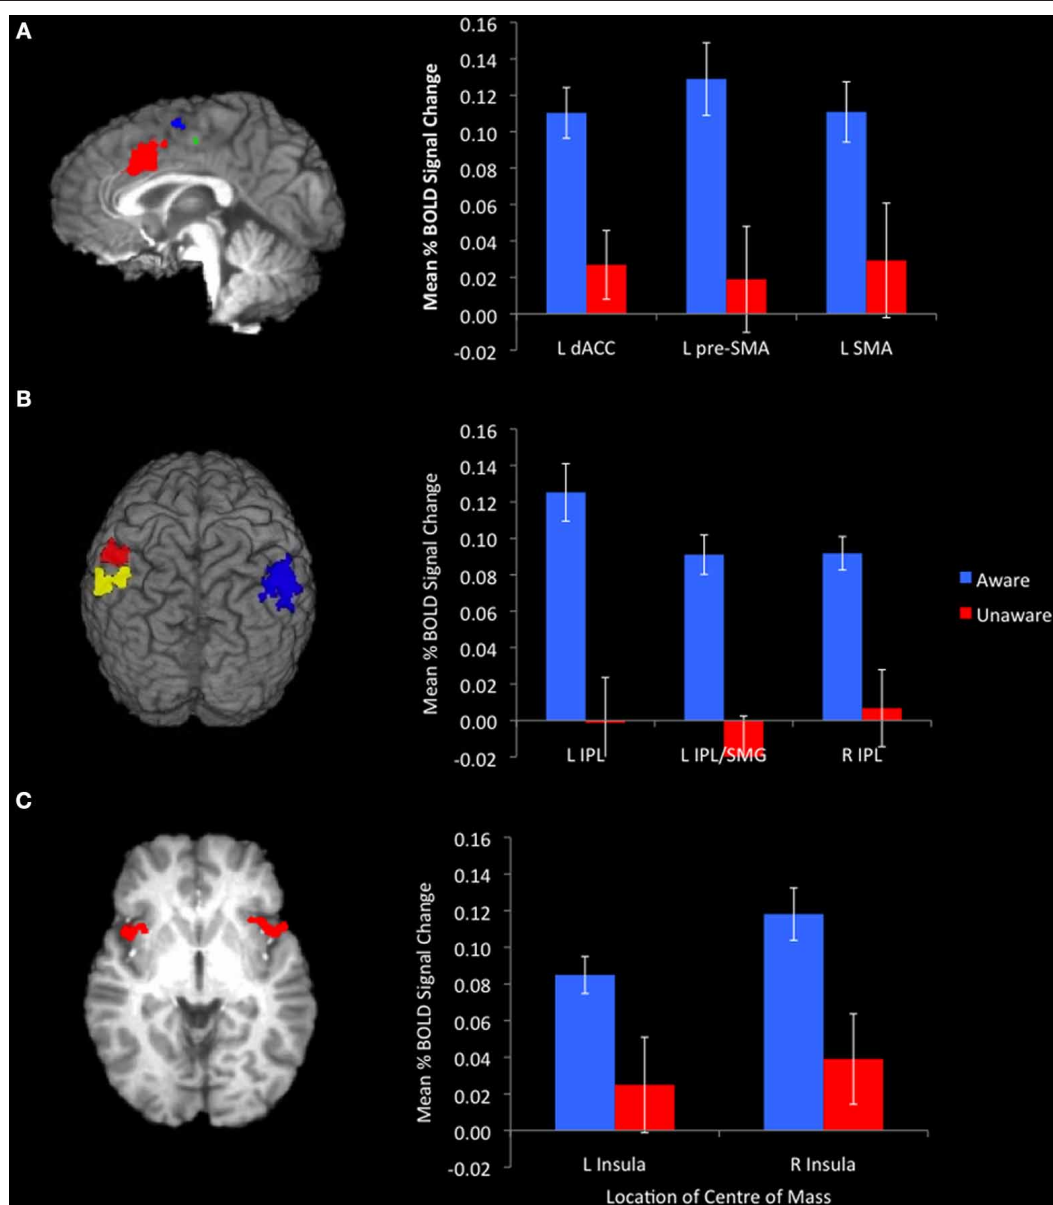 A
0.16
0.14
0.12
0.10
0.08
0.06
0.04
0.02
0.00
-0.02
Mean % BOLD Signal Change
L dACC L pre-SMA L SMA
B
0.16
0.14
0.12
0.10
0.08
0.06
0.04
0.02
0.00
-0.02
Mean % BOLD Signal Change
L IPL L IPL/SMG R IPL
Aware
Unaware
C
0.16
0.14
0.12
0.10
0.08
0.06
0.04
0.02
0.00
-0.02
Mean % BOLD Signal Change
L Insula R Insula
Location of Centre of Mass